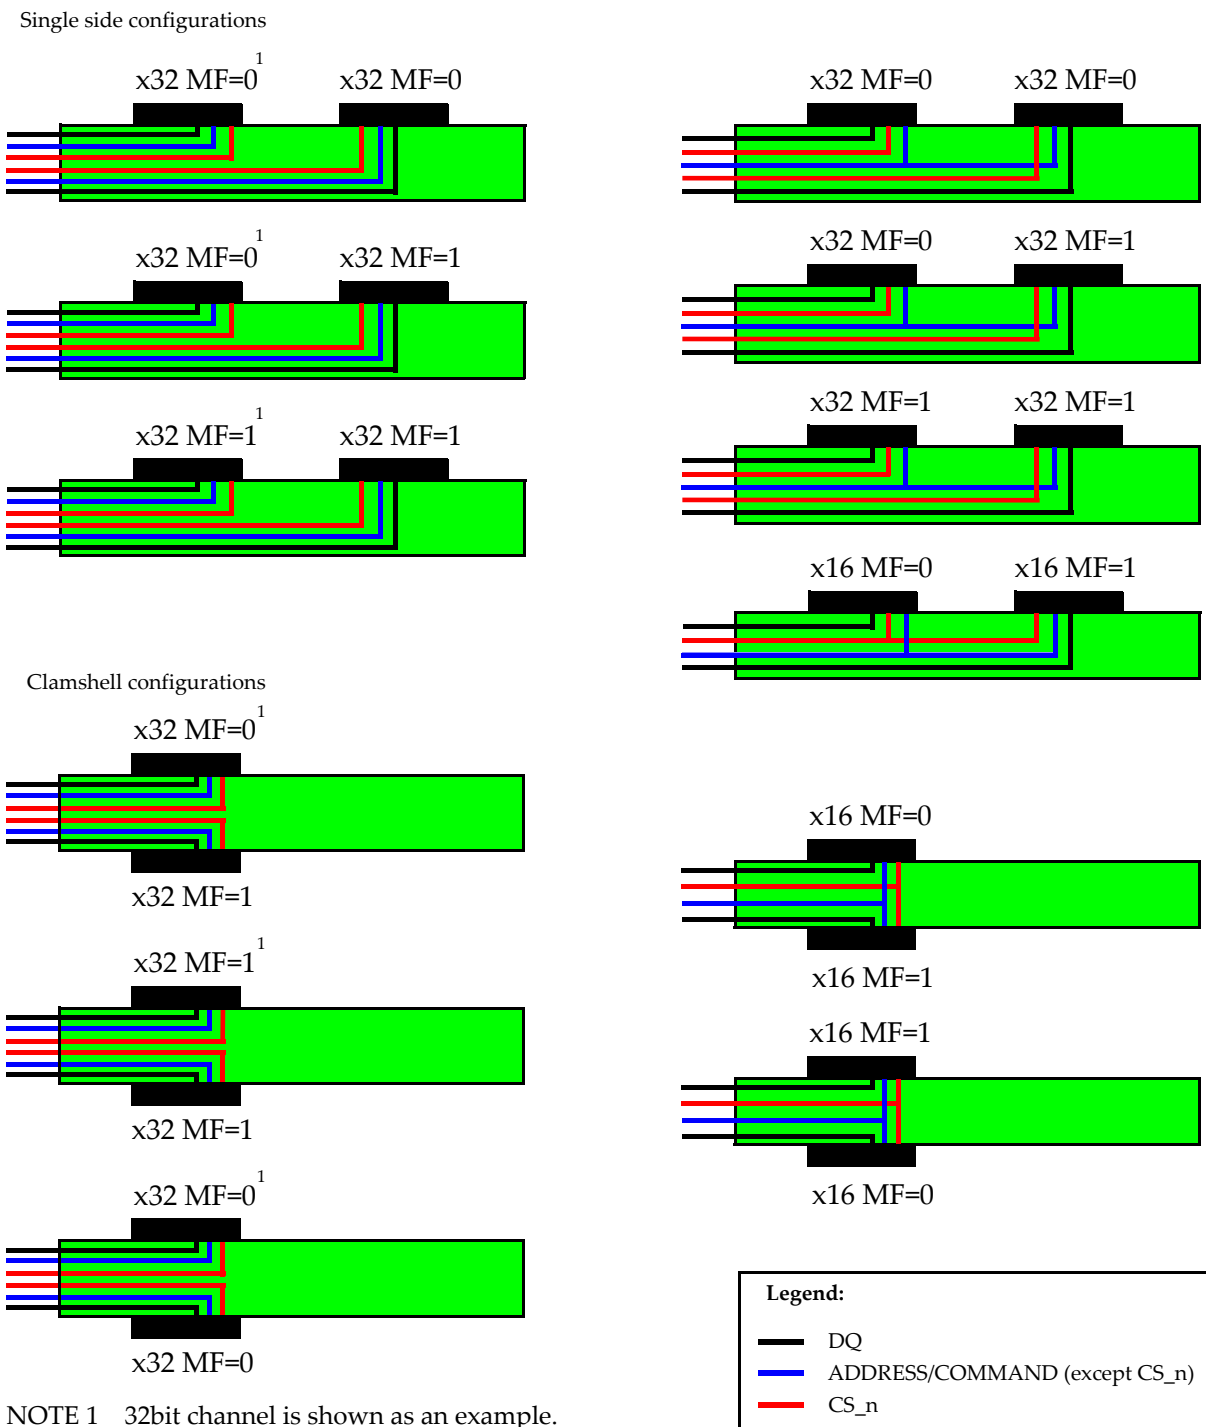 Single side configurations
x32 MF=0 1 x32 MF=0
x32 MF=0 x32 MF=0
x32 MF=0 1 x32 MF=1
x32 MF=0 x32 MF=1
x32 MF=1 1 x32 MF=1
x32 MF=1 x32 MF=1
x16 MF=0 x16 MF=1
Clamshell configurations
x32 MF=0 1
x32 MF=1
x32 MF=1 1
x32 MF=1
x32 MF=0 1
x32 MF=0
x16 MF=0
x16 MF=1
x16 MF=1
x16 MF=0
Legend:
DQ
ADDRESS/COMMAND (except CS_n)
CS_n
NOTE 1 32bit channel is shown as an example.